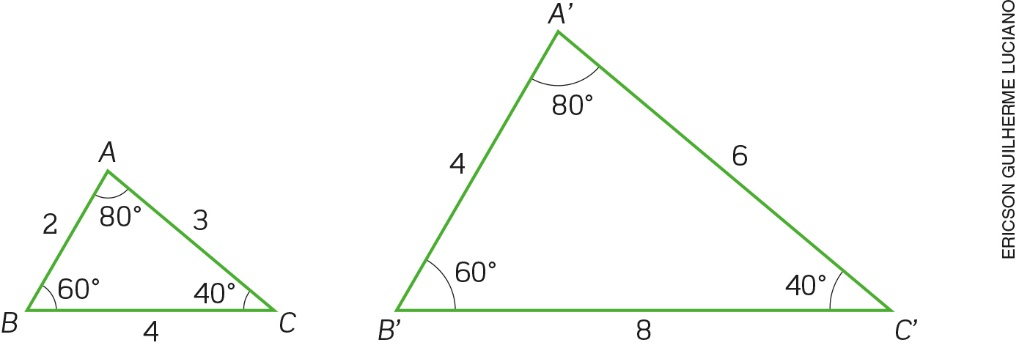 A
80°
2
3
60°
40°
B
4
C
A’
80°
4
6
60°
40°
B’
8
C’
ERICSON GUILHERME LUCIANO